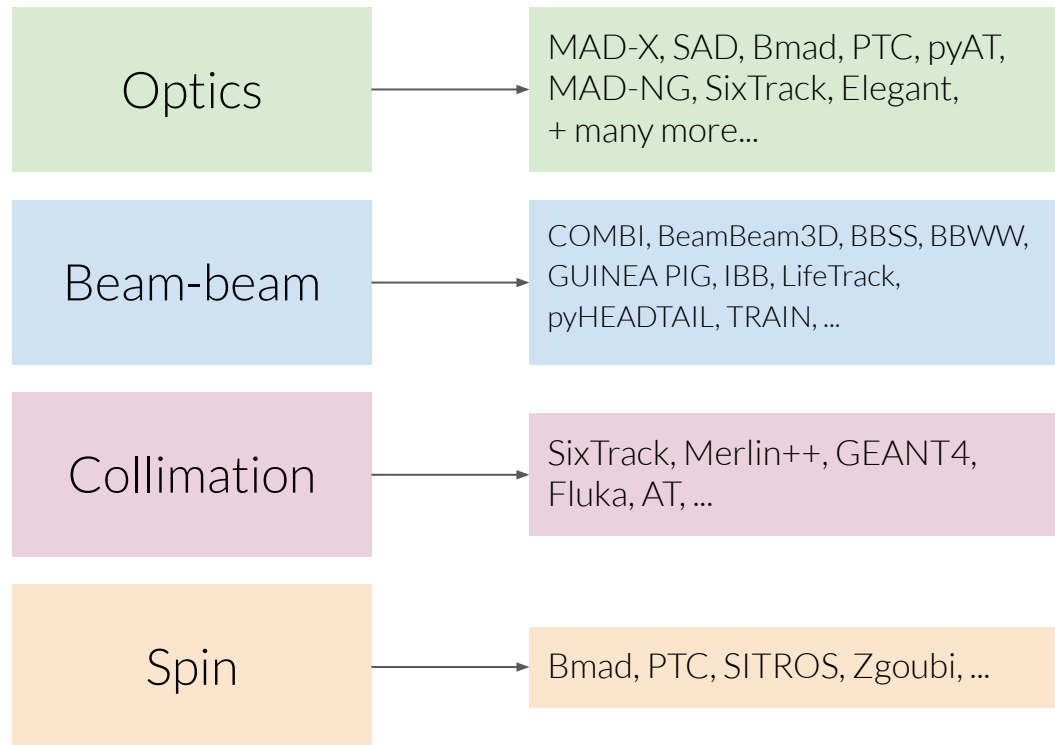 Optics
MAD-X, SAD, Bmad, PTC, pyAT,
MAD-NG, SixTrack, Elegant,
+ many more...
Beam-beam
COMBI, BeamBeam3D, BBSS, BBWW,
GUINEA PIG, IBB, LifeTrack,
pyHEADTAIL, TRAIN, ...
Collimation
SixTrack, Merlin++, GEANT4,
Fluka, AT, ...
Spin
Bmad, PTC, SITROS, Zgoubi, ...